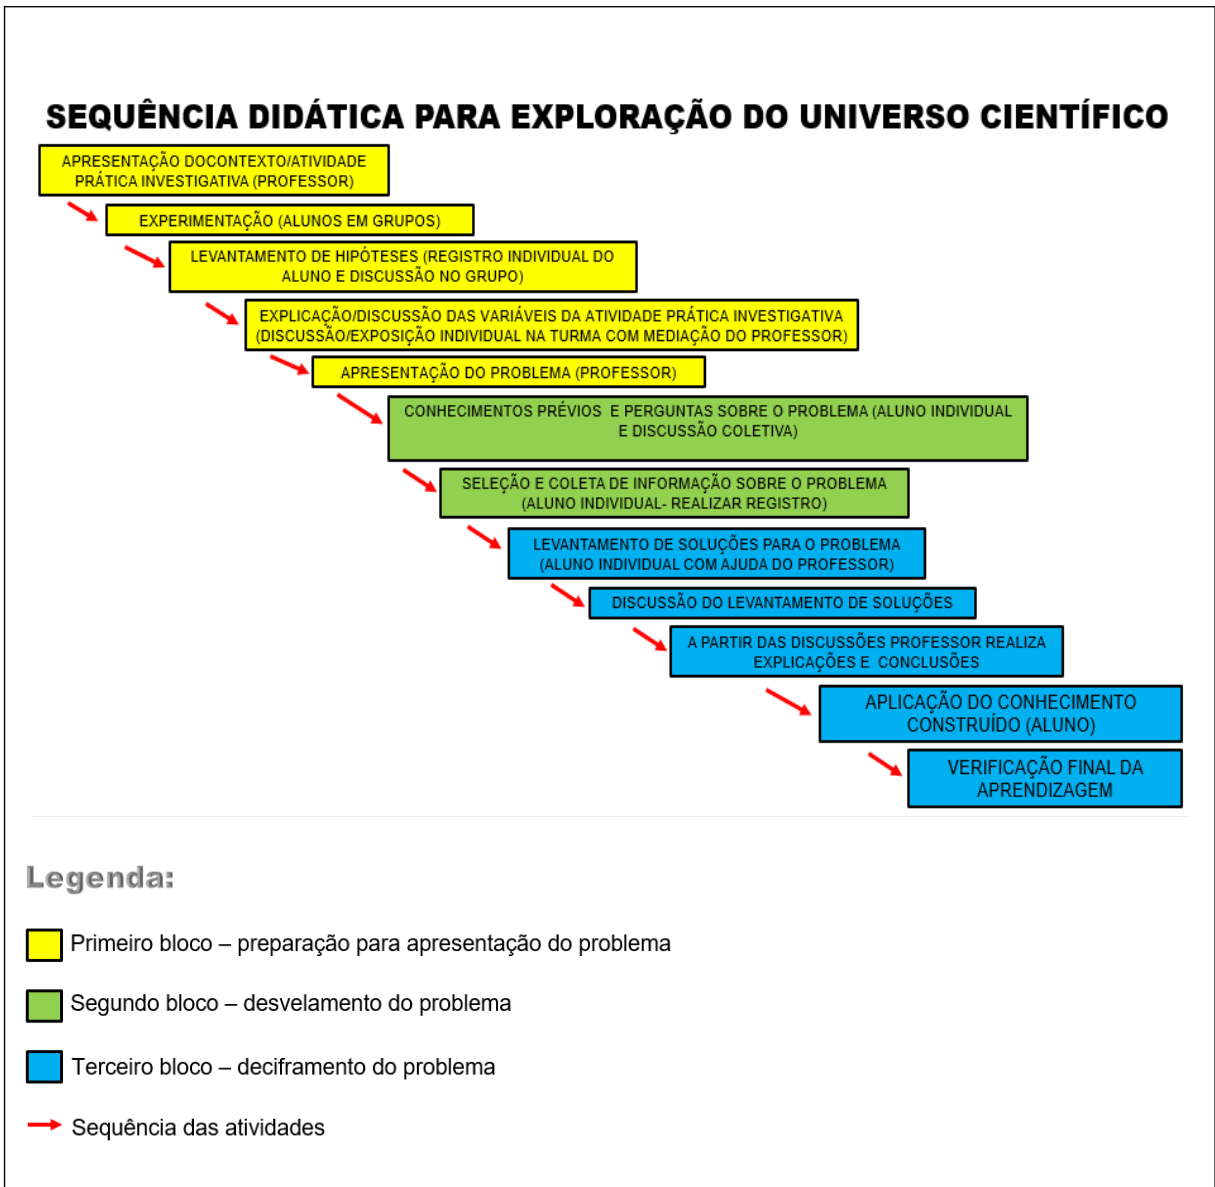 SEQUÊNCIA DIDÁTICA PARA EXPLORAÇÃO DO UNIVERSO CIENTÍFICO
APRESENTAÇÃO DOCONTEXTO/ATIVIDADE
PRÁTICA INVESTIGATIVA (PROFESSOR)
EXPERIMENTAÇÃO (ALUNOS EM GRUPOS)
LEVANTAMENTO DE HIPÓTESES (REGISTRO INDIVIDUAL DO
ALUNO E DISCUSSÃO NO GRUPO)
EXPLICAÇÃO/DISCUSSÃO DAS VARIÁVEIS DA ATIVIDADE PRÁTICA INVESTIGATIVA
(DISCUSSÃO/EXPOSIÇÃO INDIVIDUAL NA TURMA COM MEDIAÇÃO DO PROFESSOR)
APRESENTAÇÃO DO PROBLEMA (PROFESSOR)
CONHECIMENTOS PRÉVIOS E PERGUNTAS SOBRE O PROBLEMA (ALUNO INDIVIDUAL
E DISCUSSÃO COLETIVA)
SELEÇÃO E COLETA DE INFORMAÇÃO SOBRE O PROBLEMA
(ALUNO INDIVIDUAL- REALIZAR REGISTRO)
LEVANTAMENTO DE SOLUÇÕES PARA O PROBLEMA
(ALUNO INDIVIDUAL COM AJUDA DO PROFESSOR)
DISCUSSÃO DO LEVANTAMENTO DE SOLUÇÕES
A PARTIR DAS DISCUSSÕES PROFESSOR REALIZA
EXPLICAÇÕES E CONCLUSÕES
APLICAÇÃO DO CONHECIMENTO
CONSTRUÍDO (ALUNO)
VERIFICAÇÃO FINAL DA
APRENDIZAGEM
Legenda:
Primeiro bloco – preparação para apresentação do problema
Segundo bloco – desvelamento do problema
Terceiro bloco – deciframento do problema
Sequência das atividades